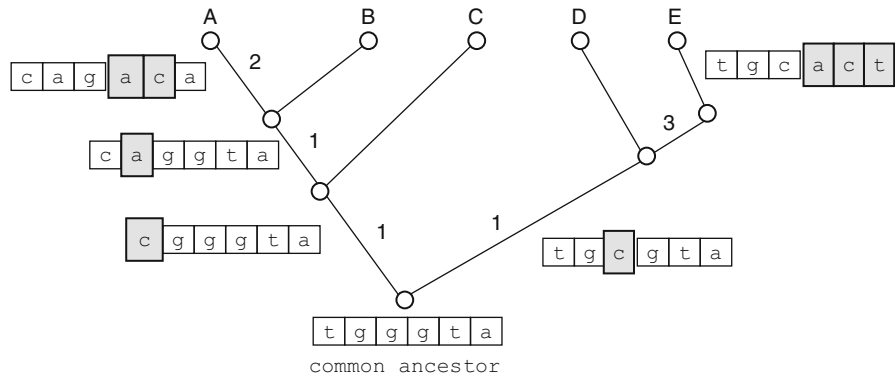 A B C D E
c a g a c a
2
t g c a c t
3
c a g g t a
1
c g g g t a
1
1
t g c g t a
t g g g t a
common ancestor